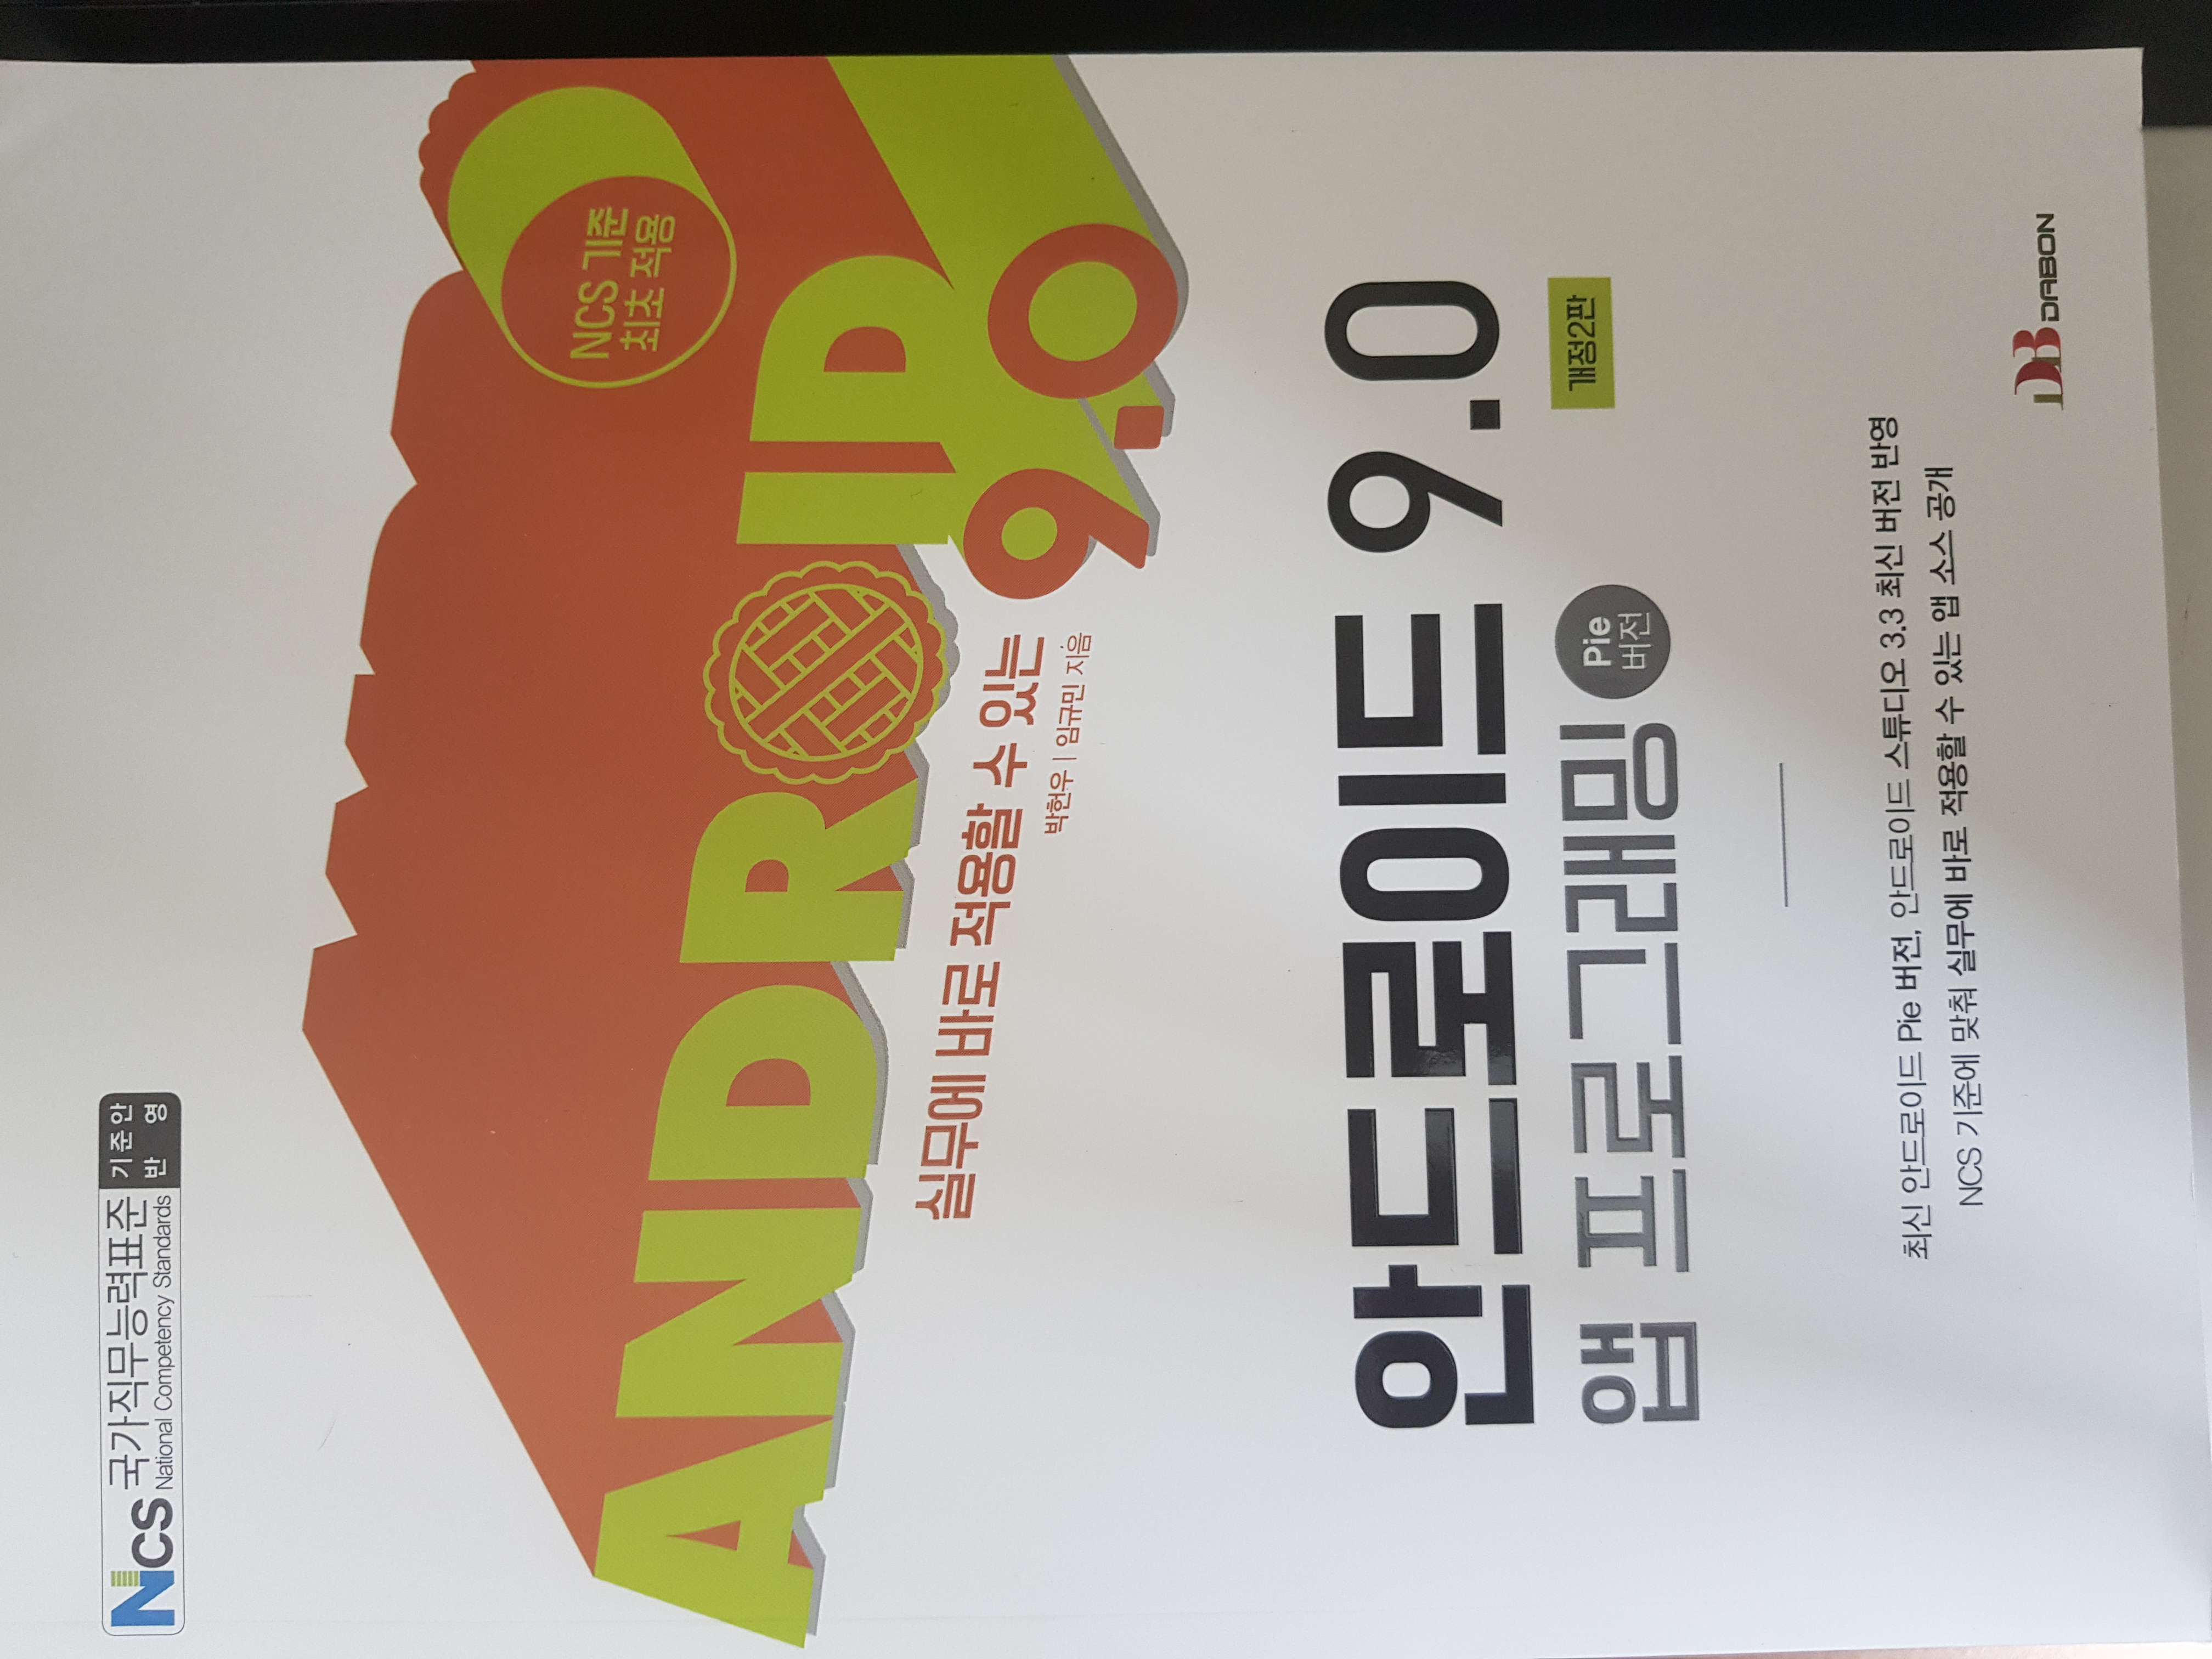 NCS 국가직무능력표준 기준안
National Competency Standards 반 영
NCS 기준
최초 적용
ANDROID
9.0
실무에 바로 적용할 수 있는
박헌우 | 임규민 지음
안드로이드 9.0
앱 프로그래밍
Pie
버전
개정2판
최신 안드로이드 Pie 버전, 안드로이드 스튜디오 3.3 최신 버전 반영
NCS 기준에 맞춰 실무에 바로 적용할 수 있는 앱 소스 공개
DB DABON